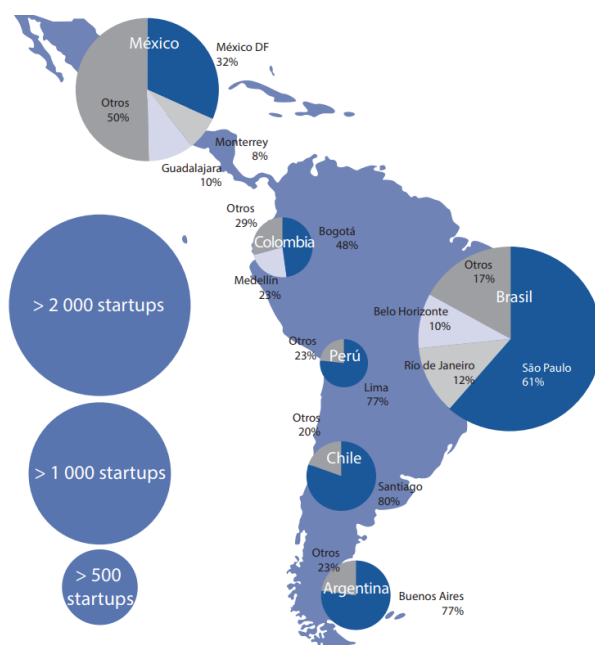 México
México DF
32%
Otros
50%
Monterrey
8%
Guadalajara
10%
Otros
29%
Colombia
Bogotá
48%
Medellín
23%
> 2 000 startups
Otros
17%
Brasil
Belo Horizonte
10%
Río de Janeiro
12%
São Paulo
61%
Otros
23%
Perú
Lima
77%
> 1 000 startups
Otros
20%
Chile
Santiago
80%
> 500
startups
Otros
23%
Argentina
Buenos Aires
77%